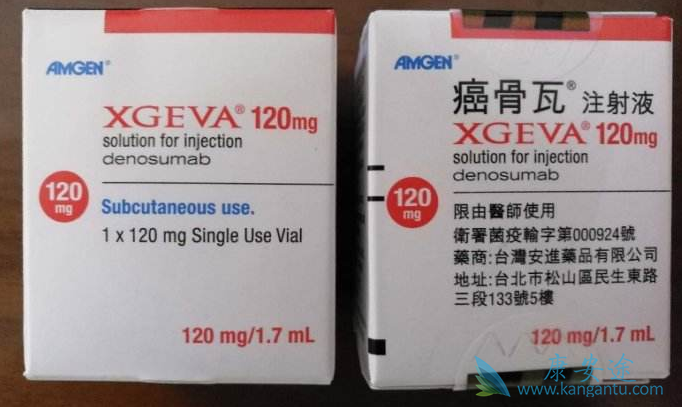 AMGEN®
XGEVA® 120mg
solution for injection
denosumab
120
mg
Subcutaneous use.
1 x 120 mg Single Use Vial
120 mg/1.7 mL
AMGEN®
癌骨瓦® 注射液
XGEVA® 120mg
solution for injection
denosumab
120
mg
限由醫師使用
衛署菌疫輸字第000924號
藥商:台灣安進藥品有限公司
地址:台北市松山區民生東路
三段133號5樓
120 mg/1.7 mL
康安途
www.kangantu.com